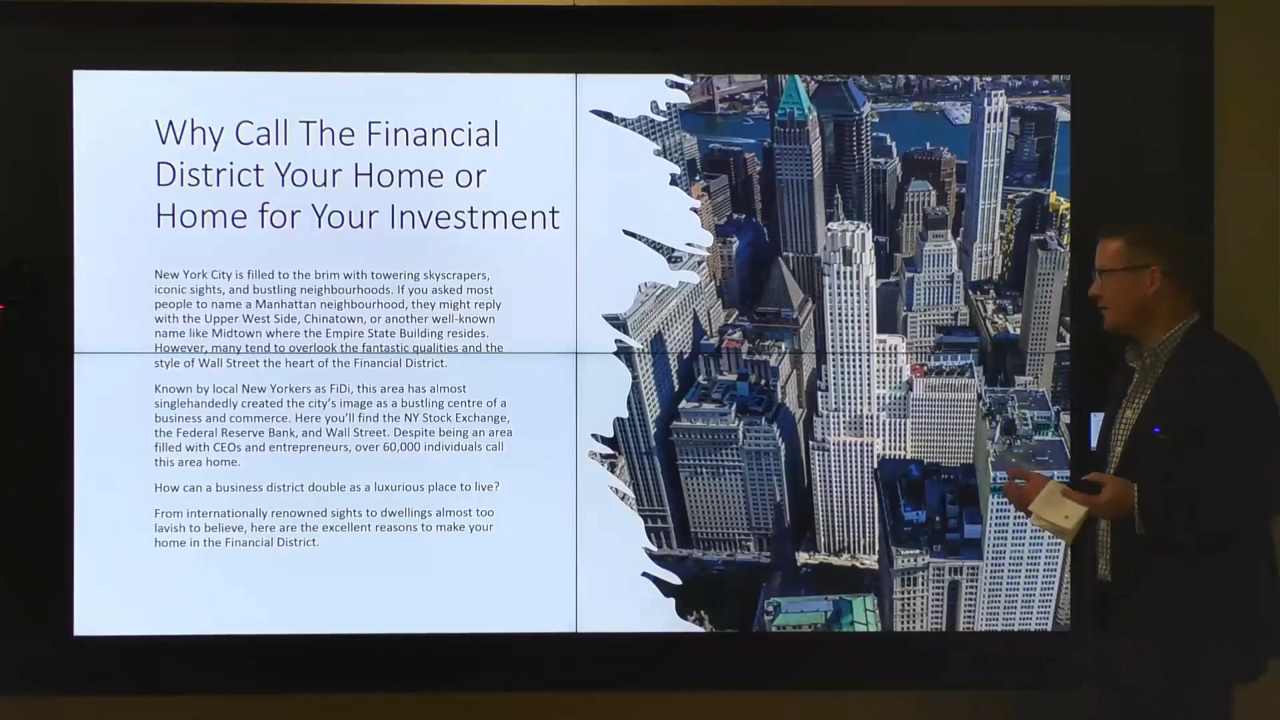 Why Call The Financial
District Your Home or
Home for Your Investment
New York City is filled to the brim with towering skyscrapers,
iconic sights, and bustling neighbourhoods. If you asked most
people to name a Manhattan neighbourhood, they might reply
with the Upper West Side, Chinatown, or another well-known
name like Midtown where the Empire State Building resides.
However, many tend to overlook the fantastic qualities and the
style of Wall Street the heart of the Financial District.
Known by local New Yorkers as FiDi, this area has almost
singlehandedly created the city's image as a bustling centre of a
business and commerce. Here you'll find the NY Stock Exchange,
the Federal Reserve Bank, and Wall Street. Despite being an area
filled with CEOs and entrepreneurs, over 60,000 individuals call
this area home.
How can a business district double as a luxurious place to live?
From internationally renowned sights to dwellings almost too
lavish to believe, here are the excellent reasons to make your
home in the Financial District.